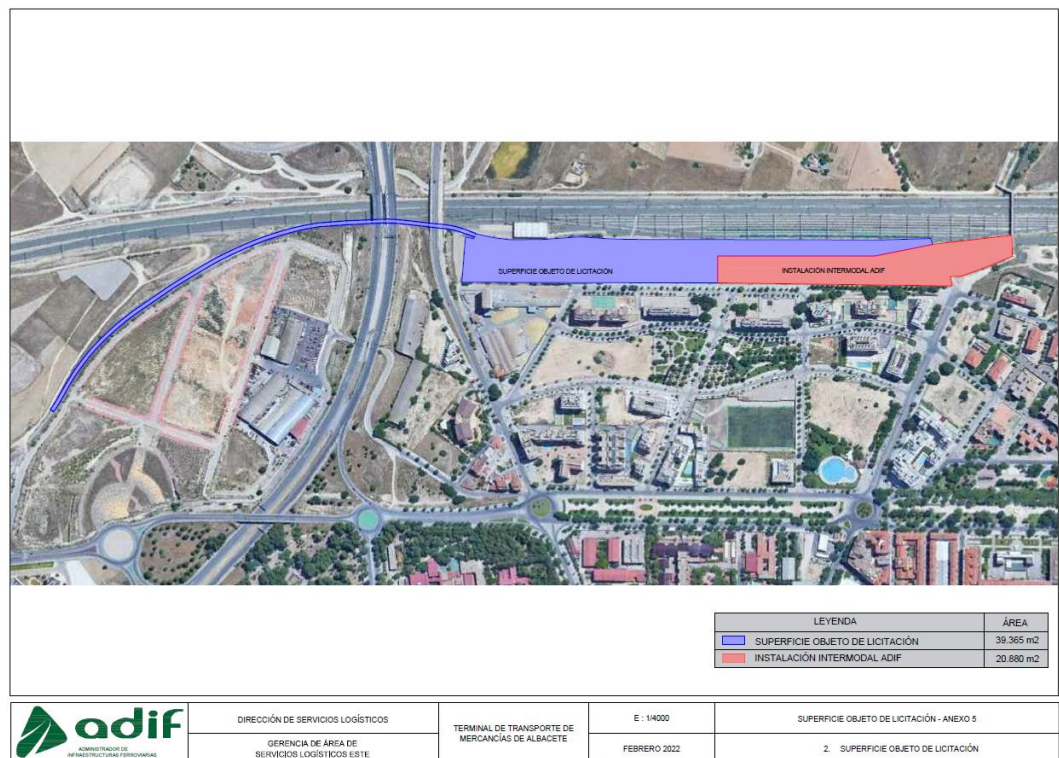 SUPERFICIE OBJETO DE LICITACIÓN
INSTALACIÓN INTERMODAL ADIF
LEYENDA
ÁREA
SUPERFICIE OBJETO DE LICITACIÓN
39.365 m2
INSTALACIÓN INTERMODAL ADIF
20.880 m2
adif
ADMINISTRADOR DE
INFRAESTRUCTURAS FERROVIARIAS
DIRECCIÓN DE SERVICIOS LOGÍSTICOS
GERENCIA DE ÁREA DE
SERVICIOS LOGÍSTICOS ESTE
TERMINAL DE TRANSPORTE DE
MERCANCÍAS DE ALBACETE
E : 1/4000
FEBRERO 2022
SUPERFICIE OBJETO DE LICITACIÓN - ANEXO 5
2. SUPERFICIE OBJETO DE LICITACIÓN